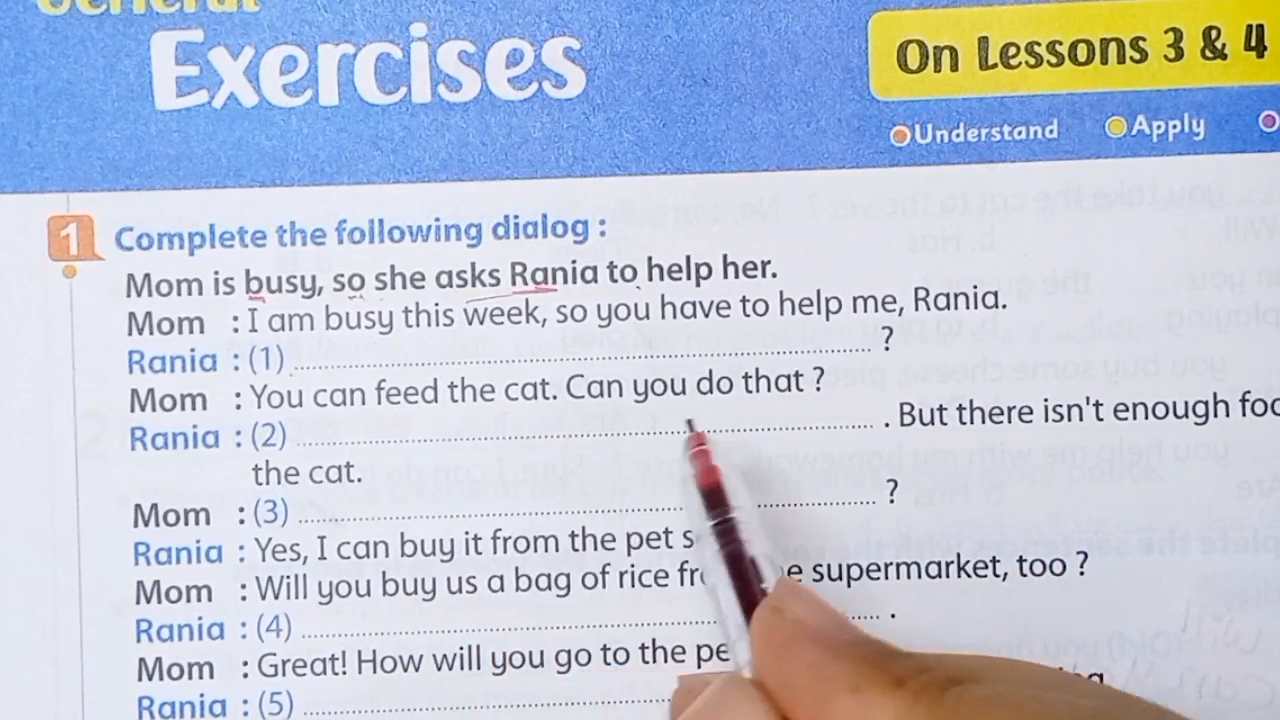 General
Exercises
On Lessons 3 & 4
Understand Apply
1 Complete the following dialog :
Mom is busy, so she asks Rania to help her.
Mom : I am busy this week, so you have to help me, Rania.
Rania : (1) ?
Mom : You can feed the cat. Can you do that ?
Rania : (2) . But there isn't enough
the cat.
Mom : (3) ?
Rania : Yes, I can buy it from the pet
Mom : Will you buy us a bag of rice supermarket, too ?
Rania : (4) .
Mom : Great! How will you go to the
Rania : (5)